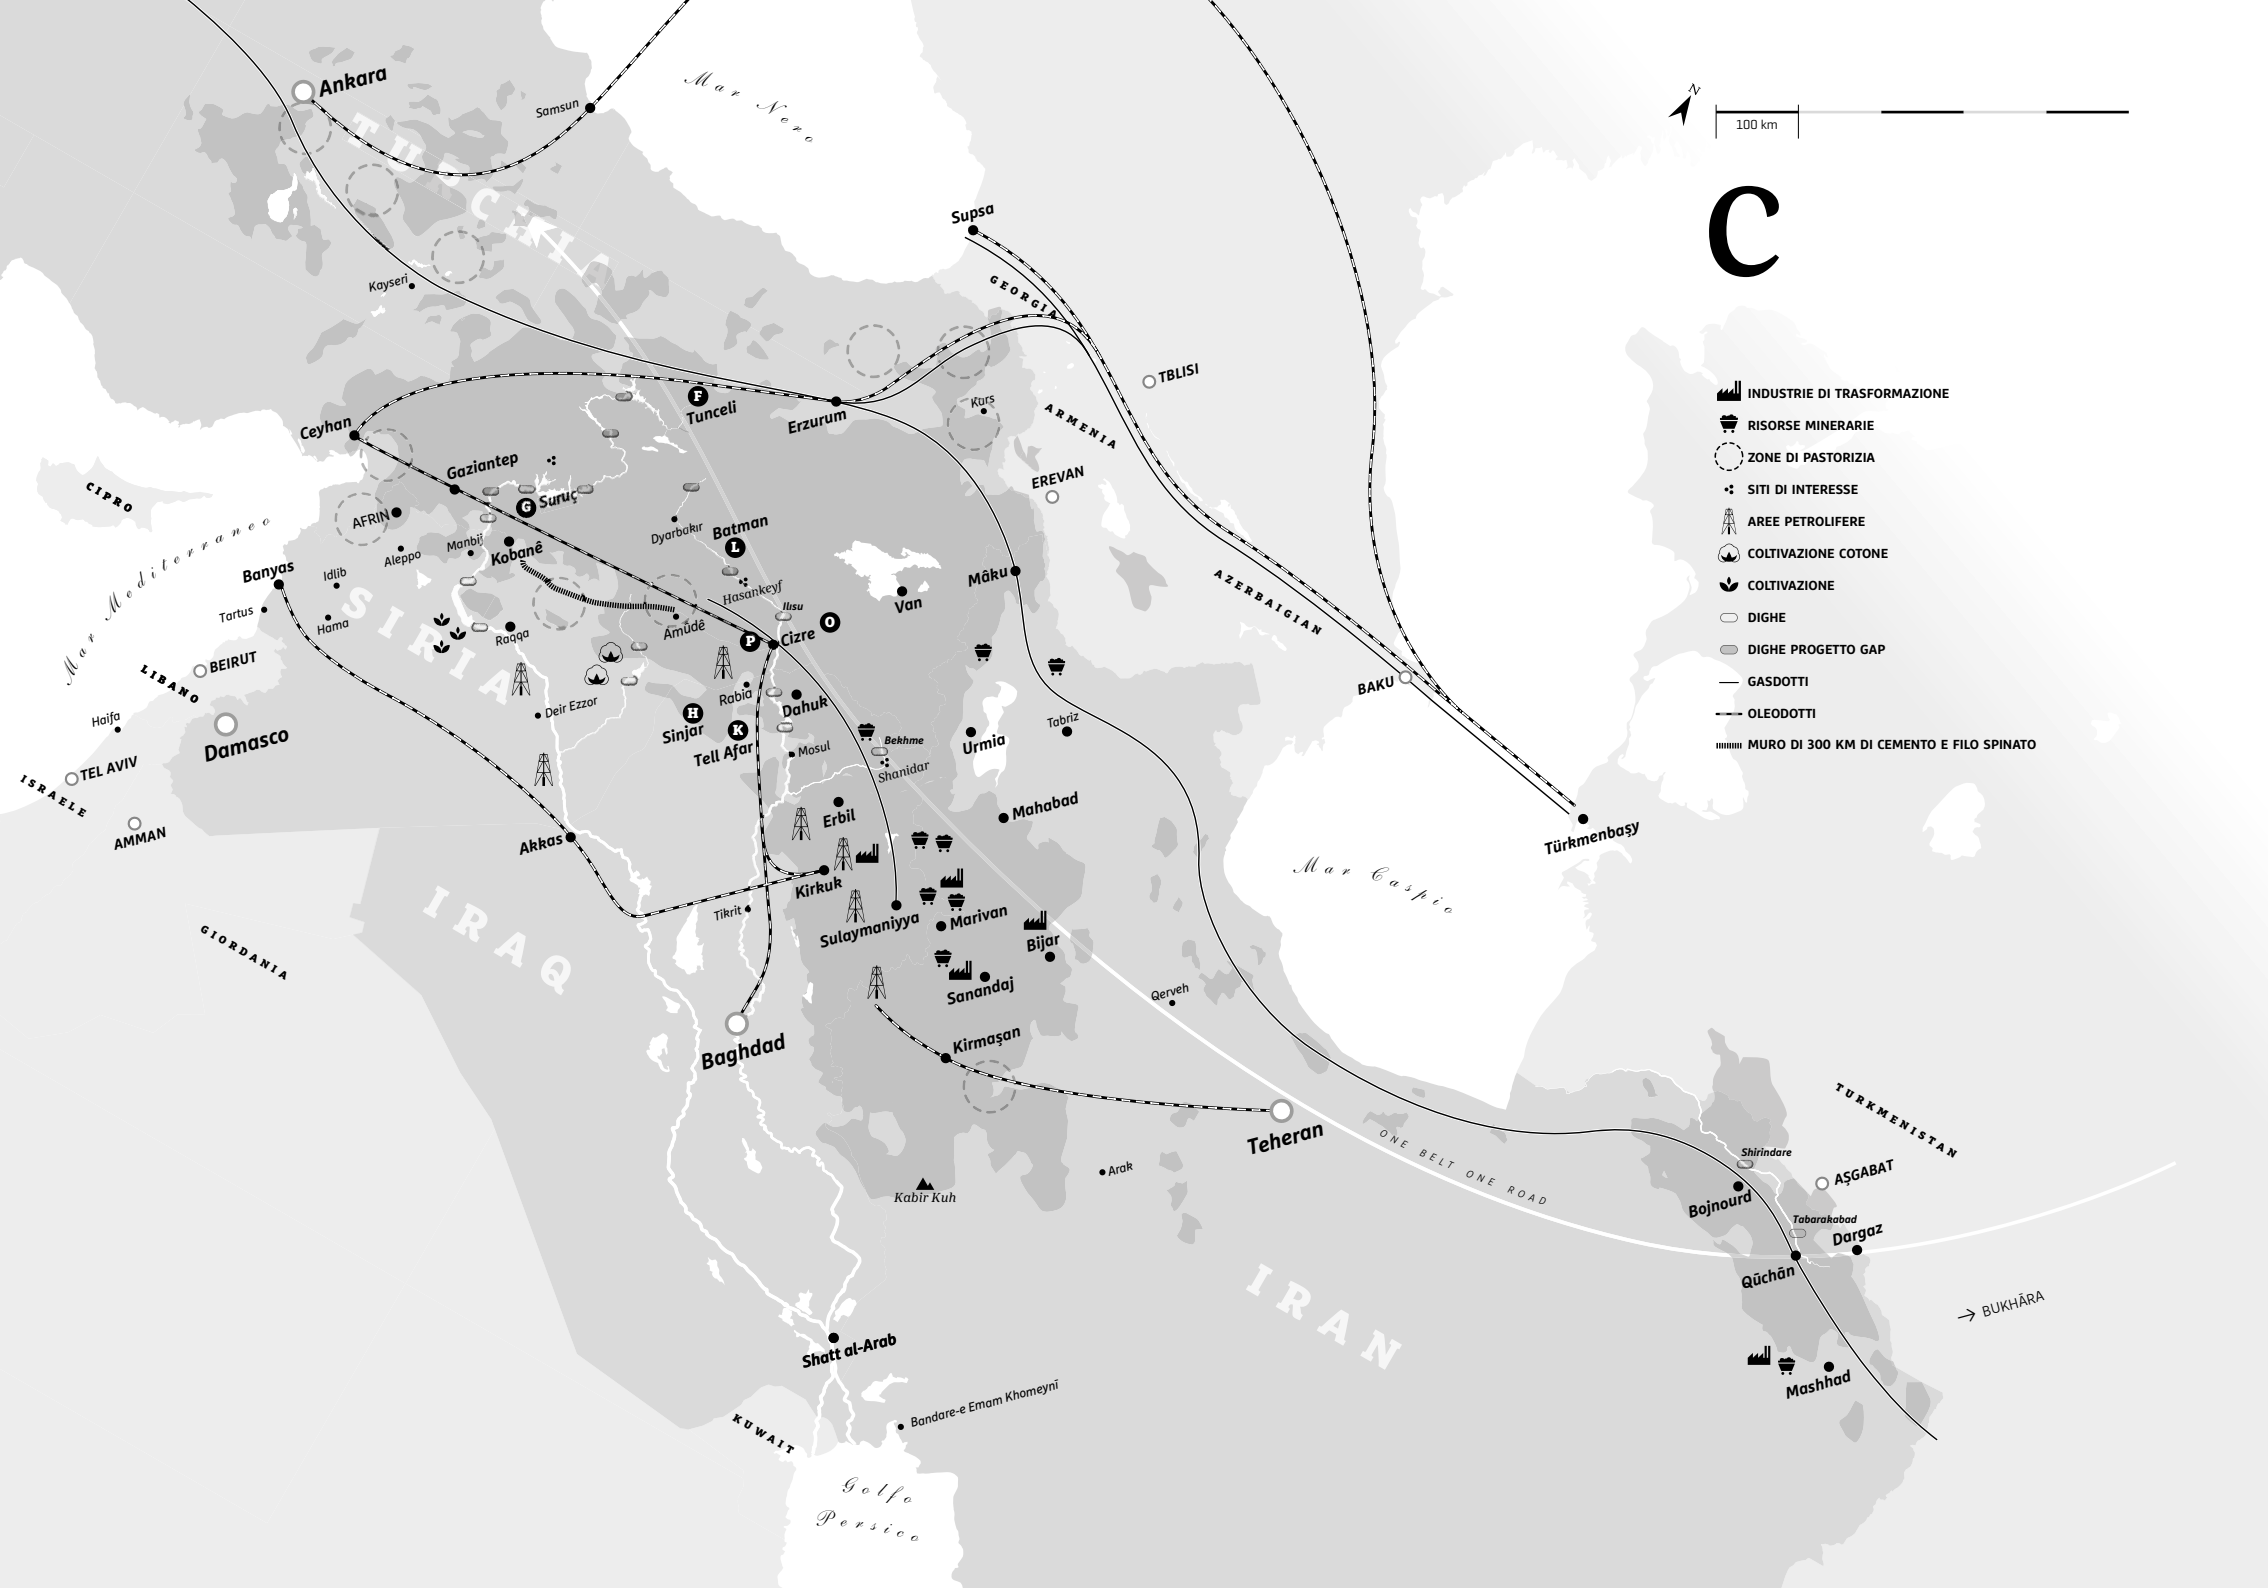 Ankara
Samsun
Mar Nero
N
100 km
C
TURCHIA
Supsa
GEORGIA
Kayseri
TBLISI
Tunceli
F
Erzurum
Kars
ARMENIA
INDUSTRIE DI TRASFORMAZIONE
RISORSE MINERARIE
ZONE DI PASTORIZIA
SITI DI INTERESSE
AREE PETROLIFERE
COLTIVAZIONE COTONE
COLTIVAZIONE
DIGHE
DIGHE PROGETTO GAP
GASDOTTI
OLEODOTTI
MURO DI 300 KM DI CEMENTO E FILO SPINATO
Ceyhan
Gaziantep
G
Suruç
EREVAN
CIPRO
Mar Mediterraneo
AFRIN
Aleppo
Manbij
Kobanê
Dyarbakır
Batman
L
Hasankeyf
Ilısu
Mâku
Van
AZERBAIGIAN
Banyas
Idlib
Tartus
Hama
SIRIA
Raqqa
Amûdê
P
Cizre
O
BAKU
LIBANO
BEIRUT
Damasco
Haifa
Deir Ezzor
Rabia
Dahuk
H
Sinjar
K
Tell Afar
Mosul
Bekhme
Shanidar
Urmia
Tabriz
TEL AVIV
ISRAELE
AMMAN
Akkas
Erbil
Mahabad
Türkmenbaşy
Mar Caspio
IRAQ
GIORDANIA
Kirkuk
Tikrit
Sulaymaniyya
Marivan
Bijar
Sanandaj
Qerveh
Baghdad
Kirmaşan
Teheran
ONE BELT ONE ROAD
TURKMENISTAN
Arak
Kabir Kuh
Shirindare
AŞGABAT
Bojnourd
Tabarakabad
Dargaz
Qūchān
IRAN
BUKHĀRA
Shatt al-Arab
Mashhad
Bandare-e Emam Khomeynī
KUWAIT
Golfo
Persico